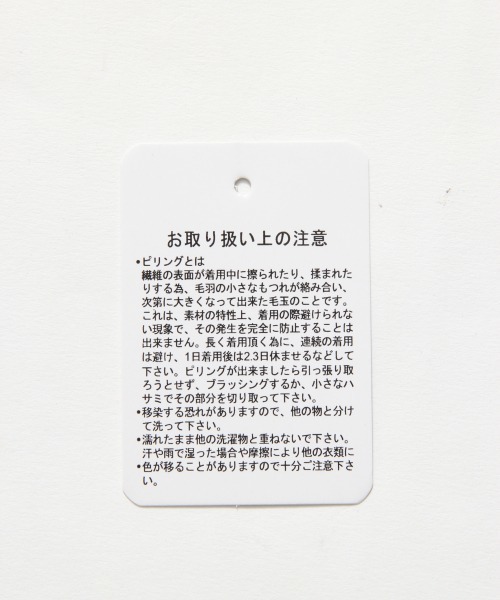 お取り扱い上の注意
•ピリングとは
繊維の表面が着用中に擦られたり、揉まれた
りする為、毛羽の小さなもつれが絡み合い、
次第に大きくなって出来た毛玉のことです。
これは、素材の特性上、着用の際避けられな
い現象で、その発生を完全に防止することは
出来ません。長く着用頂く為に、連続の着用
は避け、1日着用後は2.3日休ませるなどして
下さい。ピリングが出来ましたら引っ張り取
ろうとせず、ブラッシングするか、小さなハ
サミでその部分を切り取って下さい。
•移染する恐れがありますので、他の物と分け
て洗って下さい。
•濡れたまま他の洗濯物と重ねないで下さい。
汗や雨で湿った場合や摩擦により他の衣類に
•色が移ることがありますので十分ご注意下さ
い。